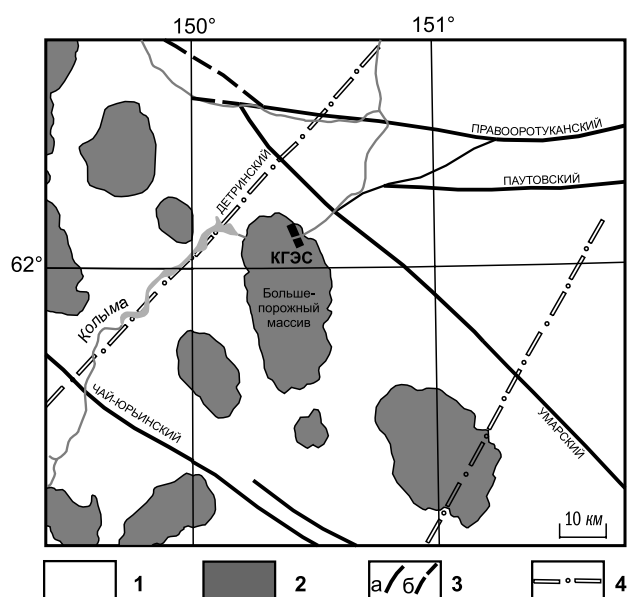 150° 151°
ПРАВООРОТУКАНСКИЙ
ДЕТРИНСКИЙ
ПАУТОВСКИЙ
62°
КГЭС
Больше-
порожный
массив
Колыма
ЧАЙ-ЮРЬИНСКИЙ
УМАРСКИЙ
10 км
1 2 а б 3 4